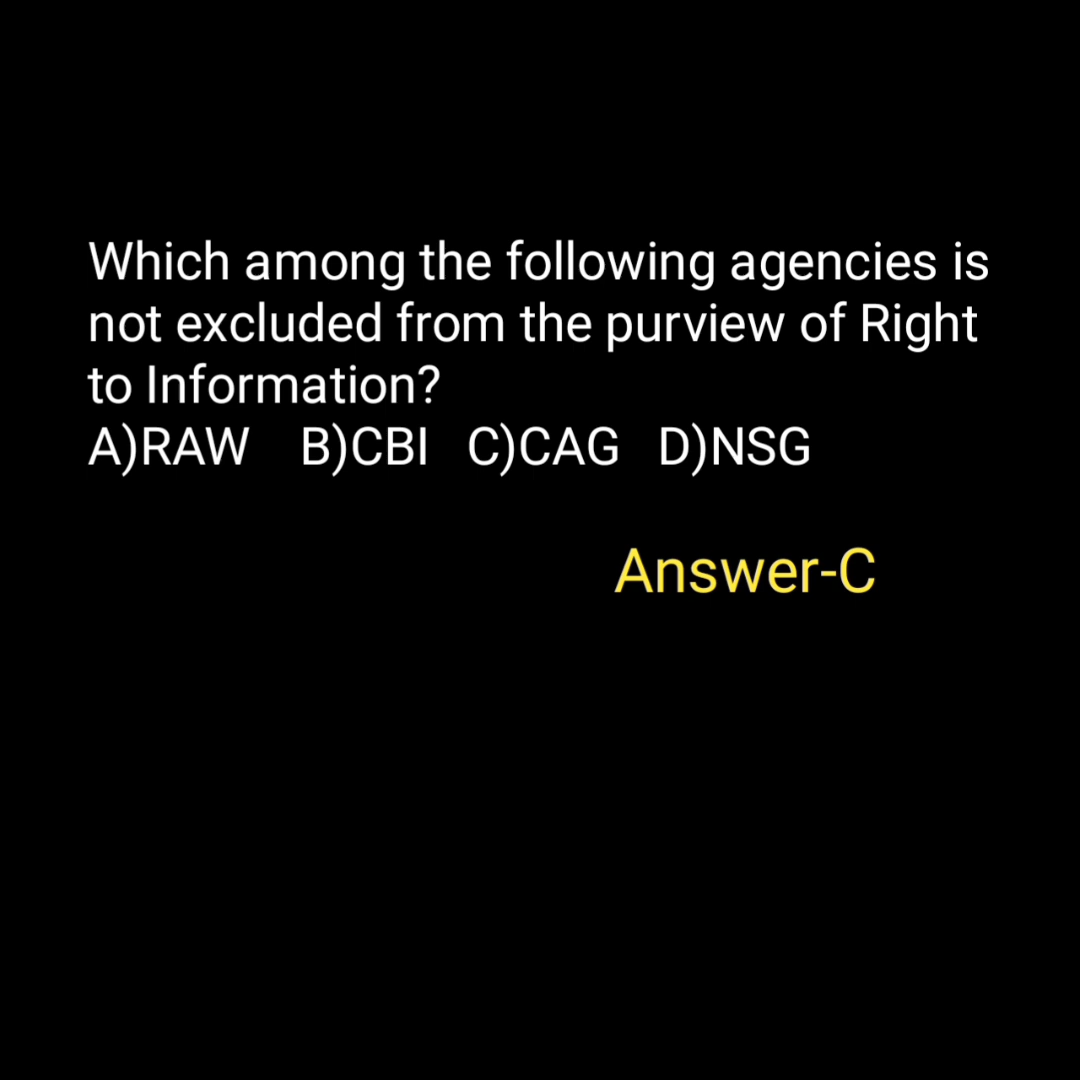 Which among the following agencies is
not excluded from the purview of Right
to Information?
A)RAW B)CBI C)CAG D)NSG
Answer-C